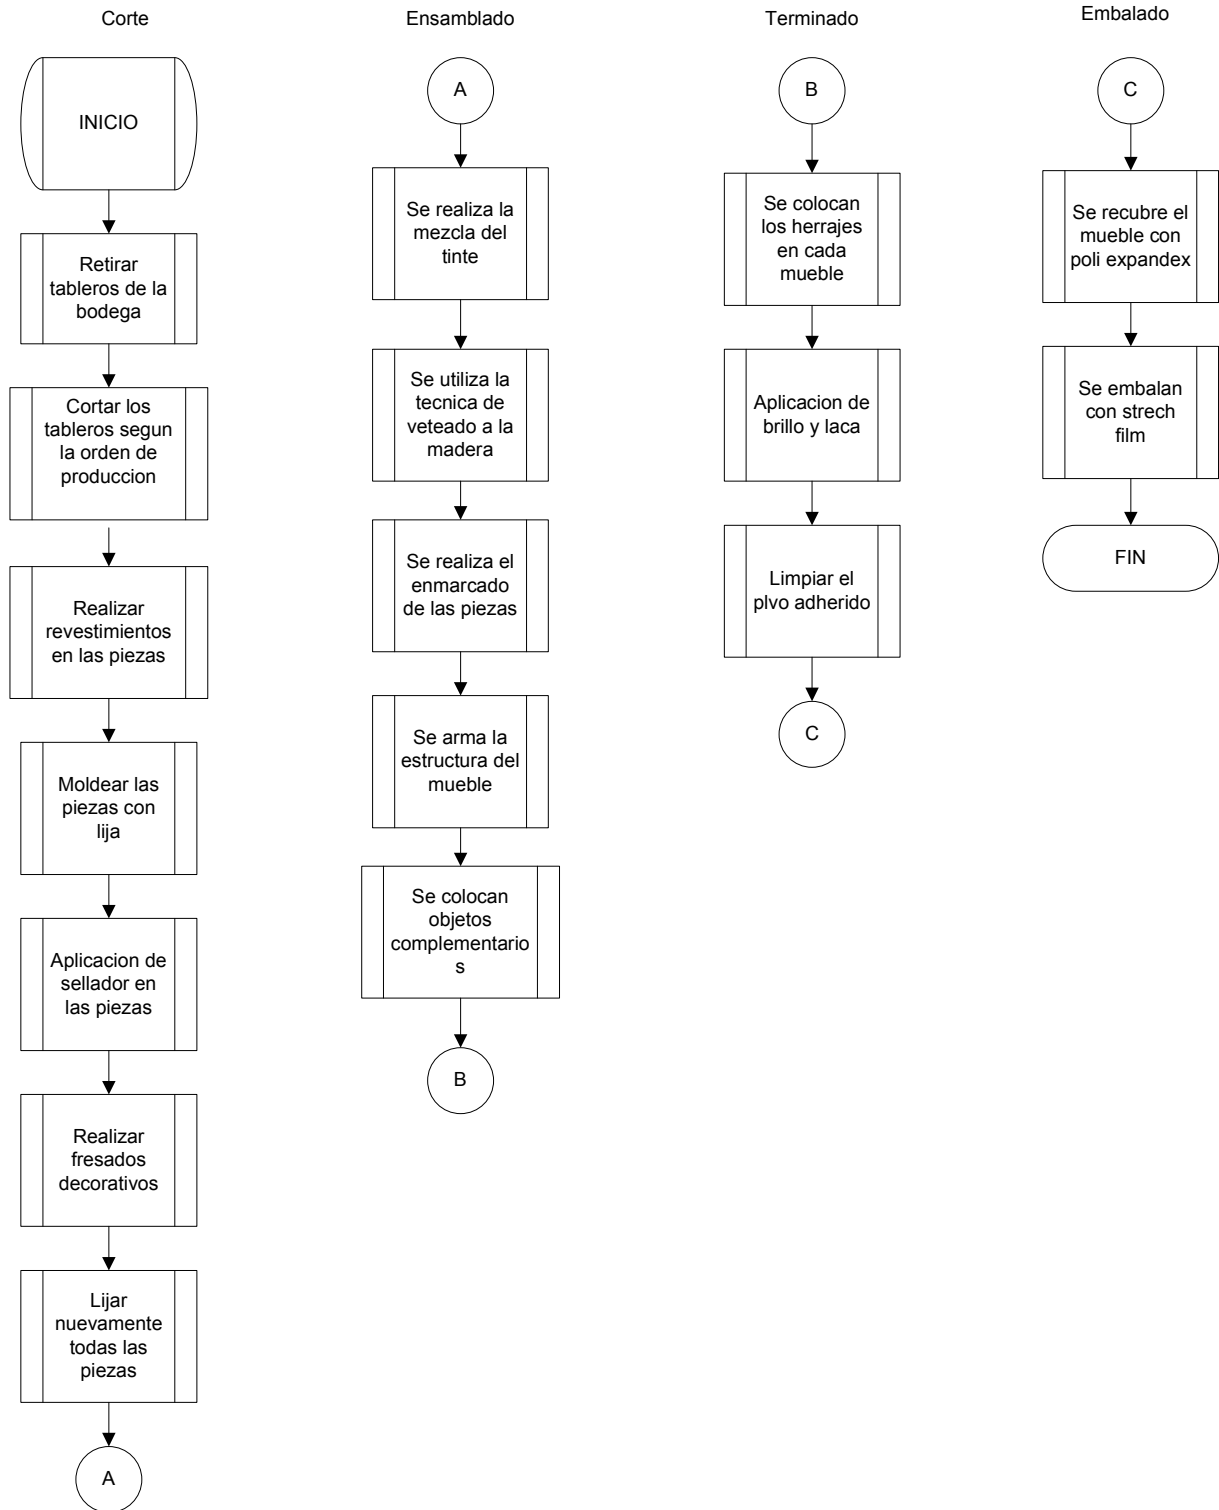 Corte
INICIO
Retirar
tableros de la
bodega
Cortar los
tableros segun
la orden de
produccion
Realizar
revestimientos
en las piezas
Moldear las
piezas con
lija
Aplicacion de
sellador en
las piezas
Realizar
fresados
decorativos
Lijar
nuevamente
todas las
piezas
A
Ensamblado
A
Se realiza la
mezcla del
tinte
Se utiliza la
tecnica de
veteado a la
madera
Se realiza el
enmarcado
de las piezas
Se arma la
estructura del
mueble
Se colocan
objetos
complementario
s
B
Terminado
B
Se colocan
los herrajes
en cada
mueble
Aplicacion de
brillo y laca
Limpiar el
plvo adherido
C
Embalado
C
Se recubre el
mueble con
poli expandex
Se embalan
con strech
film
FIN